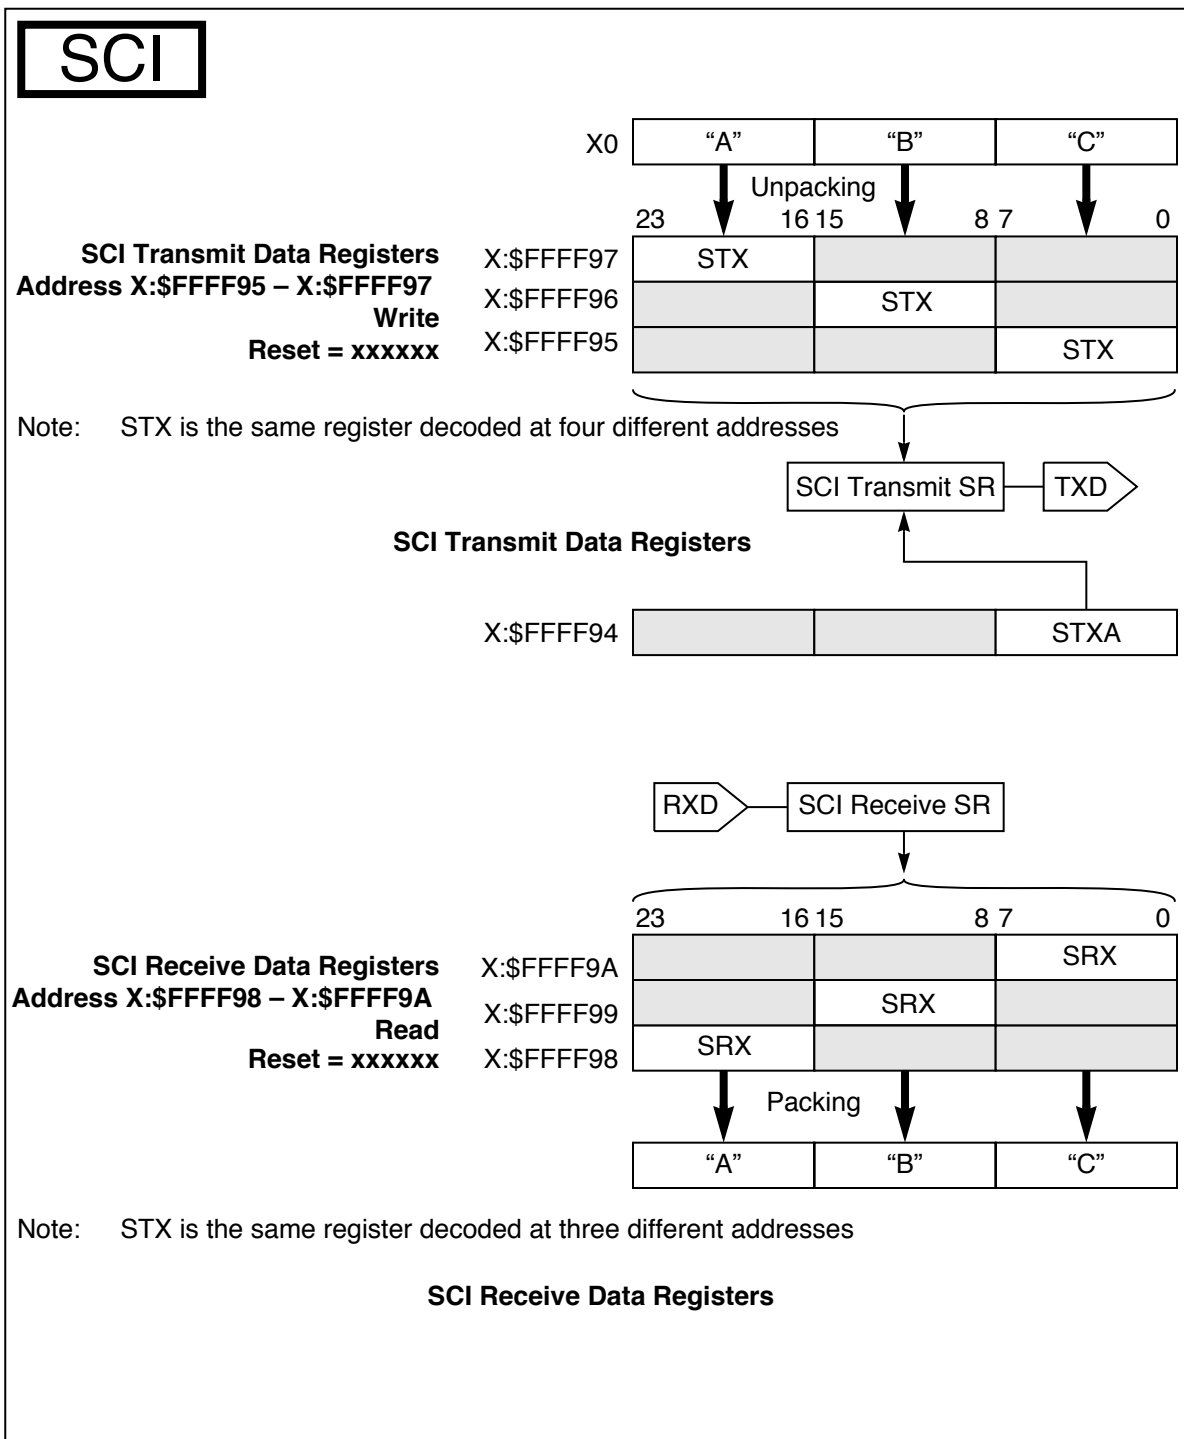 SCI
X0 “A” “B” “C”
Unpacking
23 16 15 8 7 0
SCI Transmit Data Registers X:$FFFF97 STX
Address X:$FFFF95 – X:$FFFF97 X:$FFFF96 STX
Write
Reset = xxxxxx X:$FFFF95 STX
Note: STX is the same register decoded at four different addresses
SCI Transmit SR TXD
SCI Transmit Data Registers
X:$FFFF94 STXA
RXD SCI Receive SR
23 16 15 8 7 0
SCI Receive Data Registers X:$FFFF9A SRX
Address X:$FFFF98 – X:$FFFF9A X:$FFFF99 SRX
Read
Reset = xxxxxx X:$FFFF98 SRX
Packing
“A” “B” “C”
Note: STX is the same register decoded at three different addresses
SCI Receive Data Registers